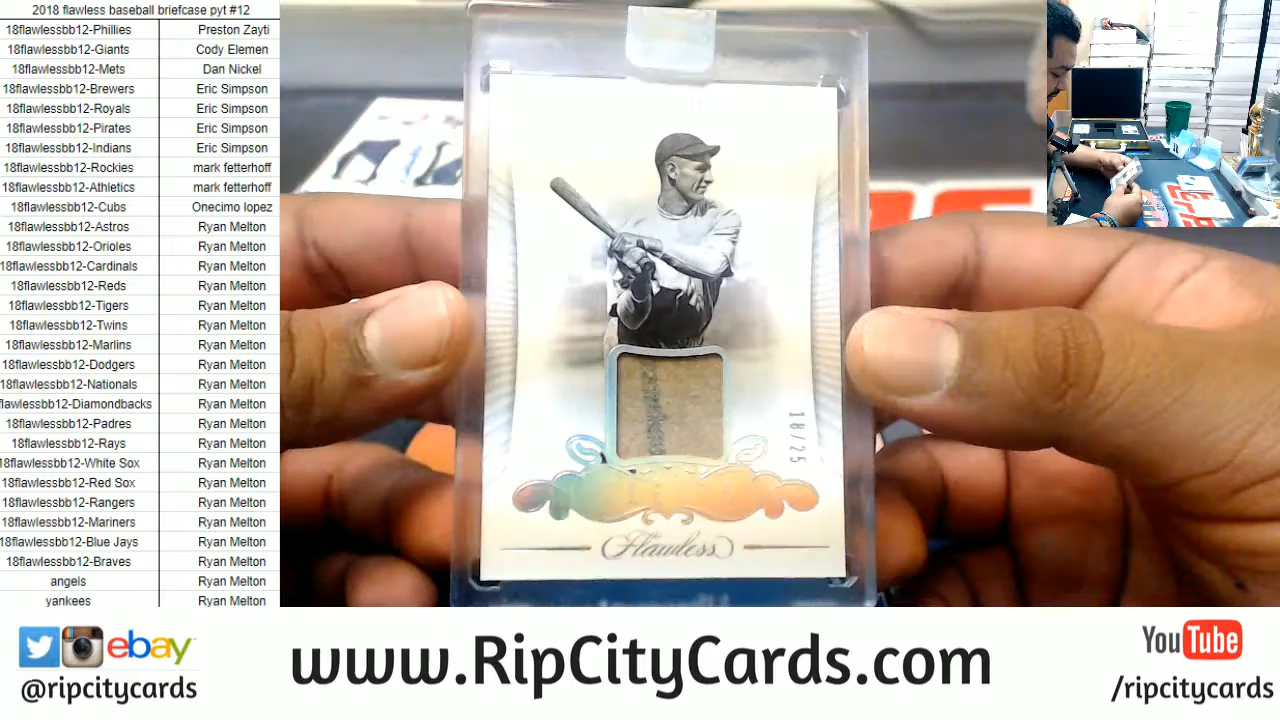 2018 flawless baseball briefcase pyt #12
18flawlessbb12-Phillies Preston Zayti
18flawlessbb12-Giants Cody Elemen
18flawlessbb12-Mets Dan Nickel
18flawlessbb12-Brewers Eric Simpson
18flawlessbb12-Royals Eric Simpson
18flawlessbb12-Pirates Eric Simpson
18flawlessbb12-Indians Eric Simpson
18flawlessbb12-Rockies mark fetterhoff
18flawlessbb12-Athletics mark fetterhoff
18flawlessbb12-Cubs Onecimo lopez
18flawlessbb12-Astros Ryan Melton
18flawlessbb12-Orioles Ryan Melton
18flawlessbb12-Cardinals Ryan Melton
18flawlessbb12-Reds Ryan Melton
18flawlessbb12-Tigers Ryan Melton
18flawlessbb12-Twins Ryan Melton
18flawlessbb12-Marlins Ryan Melton
18flawlessbb12-Dodgers Ryan Melton
18flawlessbb12-Nationals Ryan Melton
flawlessbb12-Diamondbacks Ryan Melton
18flawlessbb12-Padres Ryan Melton
18flawlessbb12-Rays Ryan Melton
18flawlessbb12-White Sox Ryan Melton
18flawlessbb12-Red Sox Ryan Melton
18flawlessbb12-Rangers Ryan Melton
18flawlessbb12-Mariners Ryan Melton
18flawlessbb12-Blue Jays Ryan Melton
18flawlessbb12-Braves Ryan Melton
angels Ryan Melton
yankees Ryan Melton
18/25
Flawless
ebay
@ripcitycards
www.RipCityCards.com
YouTube
/ripcitycards